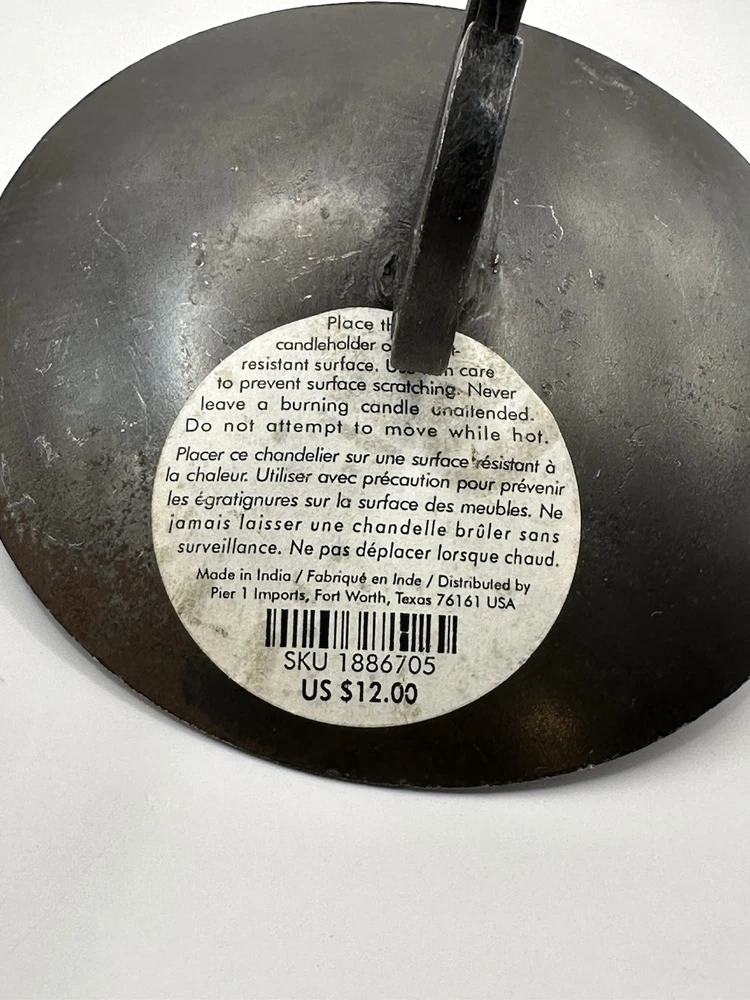 Place
candleholder
resistant surface. care
to prevent surface scratching. Never
leave a burning candle unattended.
Do not attempt to move while hot.
Placer ce chandelier sur une surface résistant à
la chaleur. Utiliser avec précaution pour prévenir
les égratignures sur la surface des meubles. Ne
jamais laisser une chandelle brûler sans
surveillance. Ne pas déplacer lorsque chaud.
Made in India / Fabriqué en Inde / Distributed by
Pier 1 Imports, Fort Worth, Texas 76161 USA
SKU 1886705
US $12.00